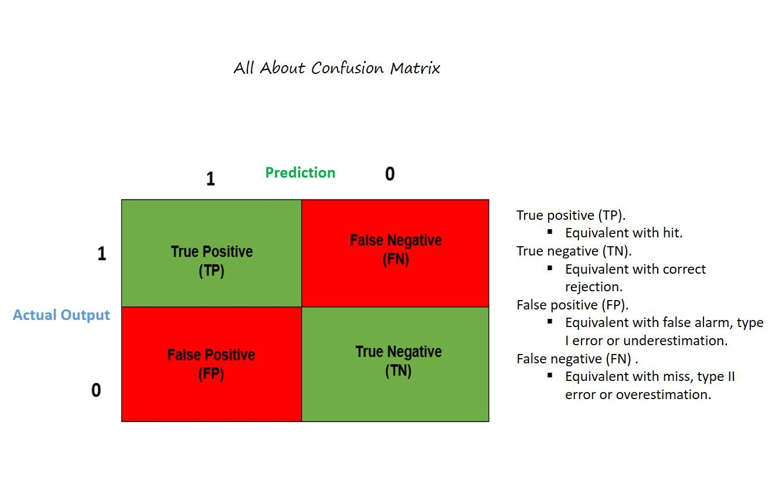 All About Confusion Matrix
Prediction
1
0
1
True Positive
(TP)
False Negative
(FN)
Actual Output
0
False Positive
(FP)
True Negative
(TN)
True positive (TP).
▪ Equivalent with hit.
True negative (TN).
▪ Equivalent with correct
rejection.
False positive (FP).
▪ Equivalent with false alarm, type
I error or underestimation.
False negative (FN) .
▪ Equivalent with miss, type II
error or overestimation.